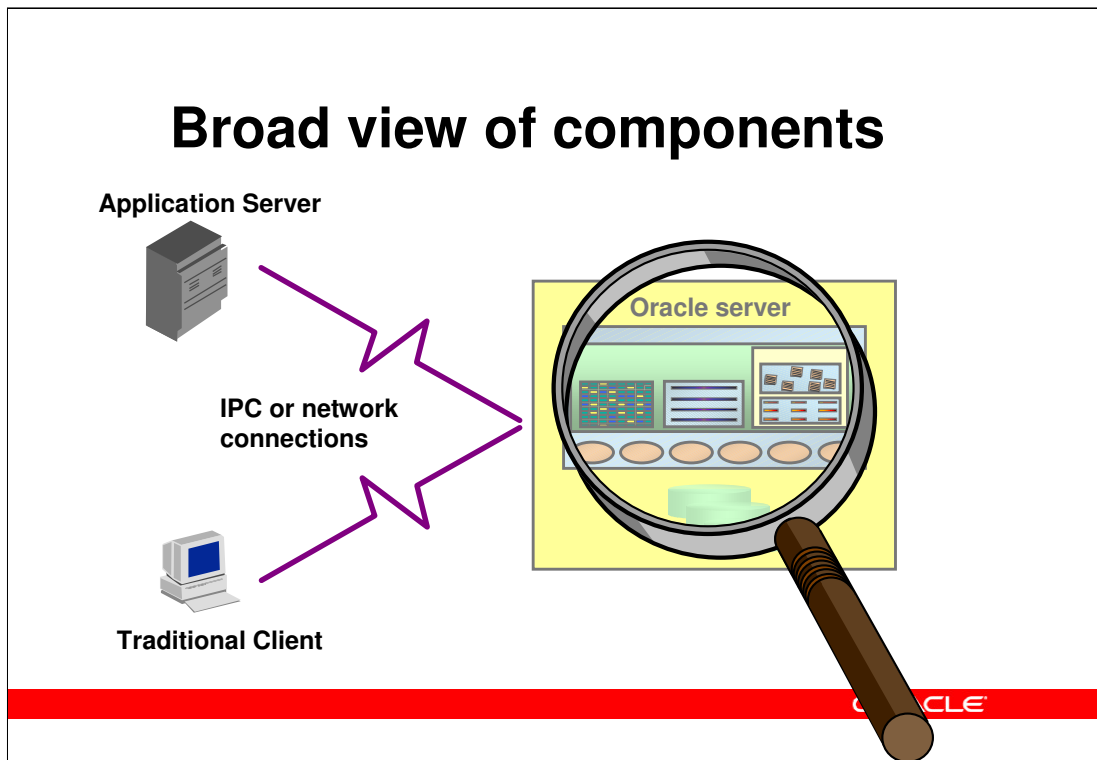 Broad view of components
Application Server
Oracle server
IPC or network
connections
Traditional Client